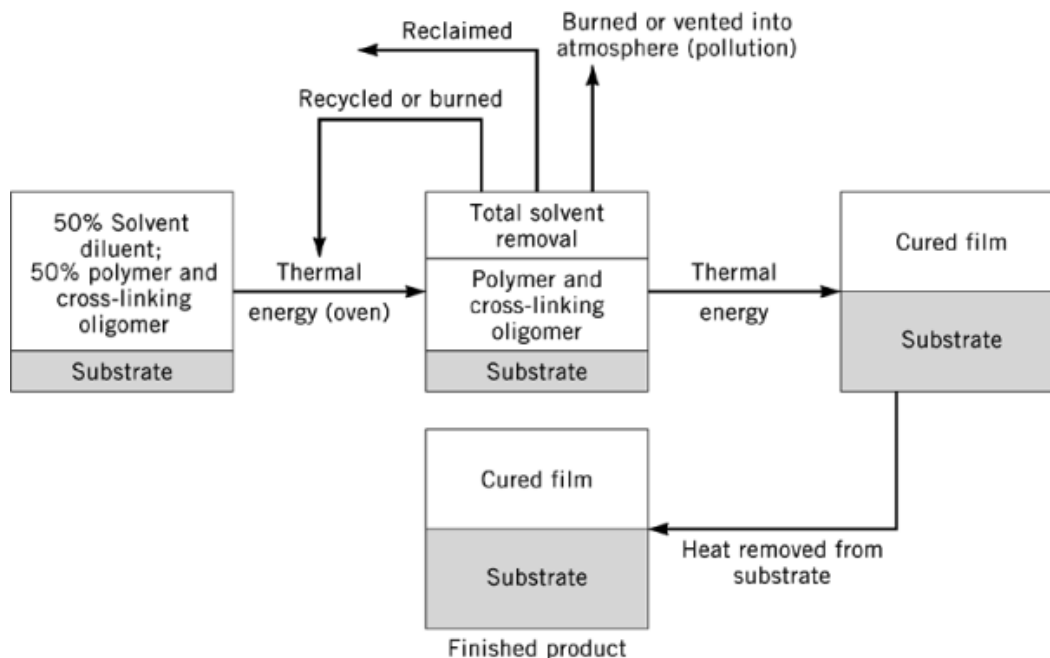 Reclaimed
Burned or vented into
atmosphere (pollution)
Recycled or burned
50% Solvent
diluent;
50% polymer and
cross-linking
oligomer
Substrate
Thermal
energy (oven)
Total solvent
removal
Polymer and
cross-linking
oligomer
Substrate
Thermal
energy
Cured film
Substrate
Cured film
Substrate
Finished product
Heat removed from
substrate